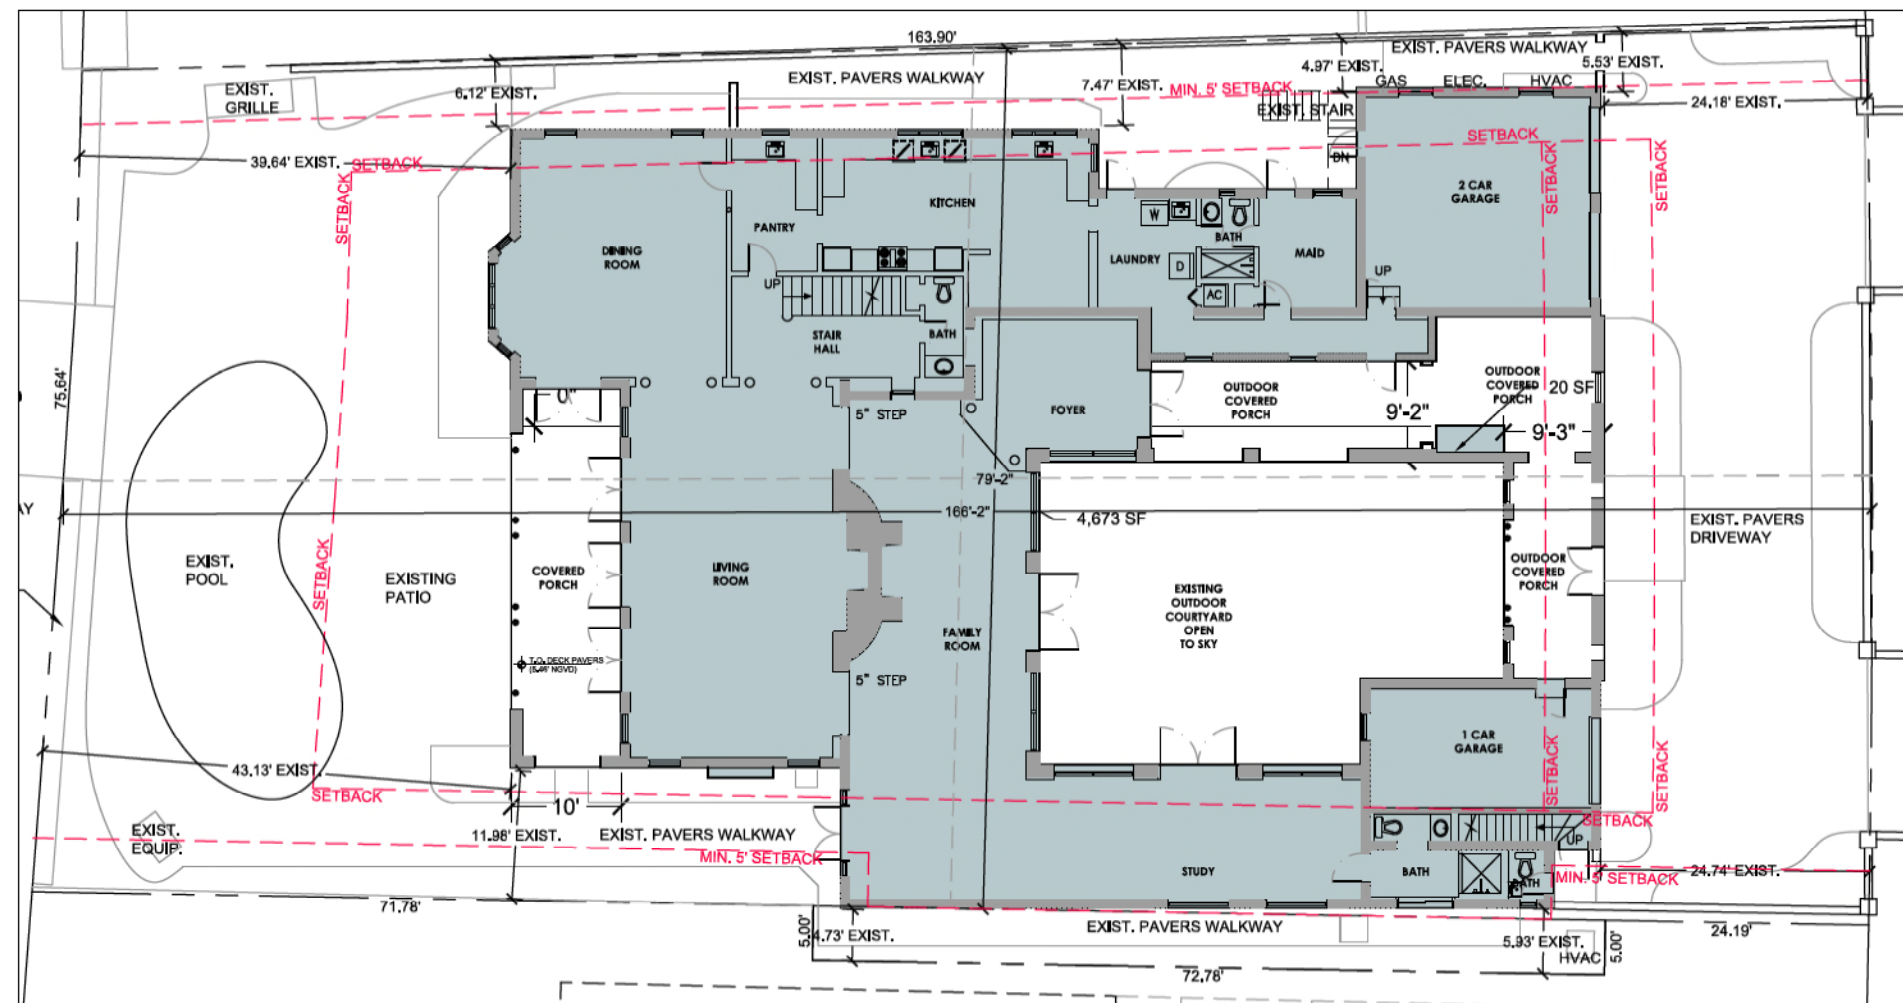 163.90'
EXIST. PAVERS WALKWAY
EXIST. PAVERS WALKWAY
4.97' EXIST.
5.53' EXIST.
GAS
ELEC.
HVAC
7.47' EXIST.
MIN. 5' SETBACK
6.12' EXIST.
EXIST.
GRILLE
24.18' EXIST.
EXIST. STAIR
DN
SETBACK
39.64' EXIST.
SETBACK
SETBACK
SETBACK
SETBACK
2 CAR
GARAGE
KITCHEN
PANTRY
DINING
ROOM
W
BATH
LAUNDRY
D
MAID
AC
UP
UP
STAIR
HALL
BATH
75.64'
0"
5" STEP
FOYER
OUTDOOR
COVERED
PORCH
OUTDOOR
COVERED
PORCH
20 SF
9'-2"
9'-3"
79'-2"
166'-2"
4,673 SF
AY
EXIST. PAVERS
DRIVEWAY
EXIST.
POOL
EXISTING
PATIO
SETBACK
COVERED
PORCH
LIVING
ROOM
OUTDOOR
COVERED
PORCH
EXISTING
OUTDOOR
COURTYARD
OPEN
TO SKY
FAMILY
ROOM
T.O. DECK PAVERS
5" STEP
1 CAR
GARAGE
43.13' EXIST.
SETBACK
SETBACK
SETBACK
10'
SETBACK
UP
EXIST.
EQUIP.
11.98' EXIST.
EXIST. PAVERS WALKWAY
MIN. 5' SETBACK
STUDY
BATH
BATH
MIN. 5' SETBACK
24.74' EXIST.
71.78'
5.00'
4.73' EXIST.
EXIST. PAVERS WALKWAY
5.93' EXIST.
HVAC
5.00'
24.19'
72.78'